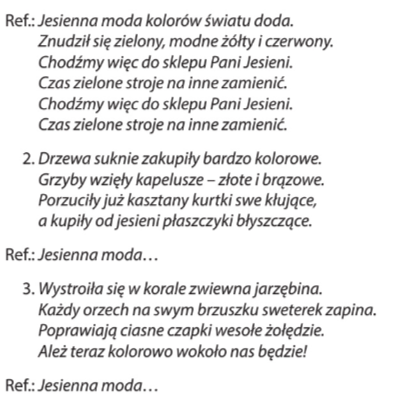 Ref.: Jesienna moda kolorów światu doda.
Znudził się zielony, modne żółty i czerwony.
Chodźmy więc do sklepu Pani Jesieni.
Czas zielone stroje na inne zamienić.
Chodźmy więc do sklepu Pani Jesieni.
Czas zielone stroje na inne zamienić.
2. Drzewa suknie zakupiły bardzo kolorowe.
Grzyby wzięły kapelusze – złote i brązowe.
Porzuciły już kasztany kurtki swe kłujące,
a kupiły od jesieni płaszczyki błyszczące.
Ref.: Jesienna moda…
3. Wystroiła się w korale zwiewna jarzębina.
Każdy orzech na swym brzuszku sweterek zapina.
Poprawiają ciasne czapki wesołe żołędzie.
Ależ teraz kolorowo wokoło nas będzie!
Ref.: Jesienna moda…